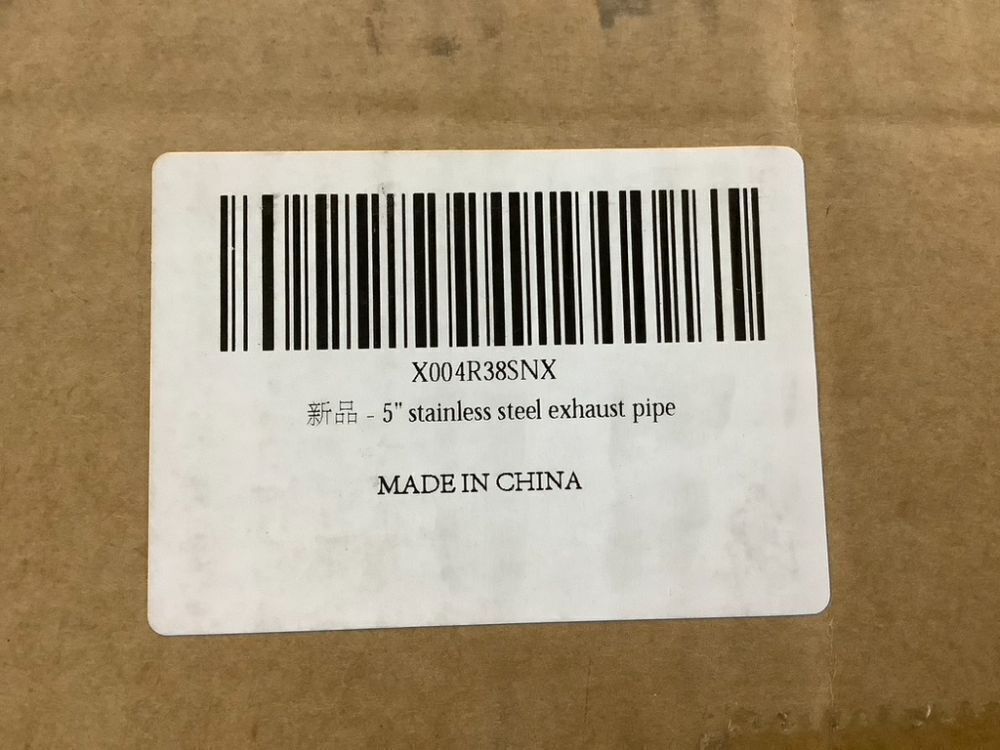 X004R38SNX
新品 - 5" stainless steel exhaust pipe
MADE IN CHINA